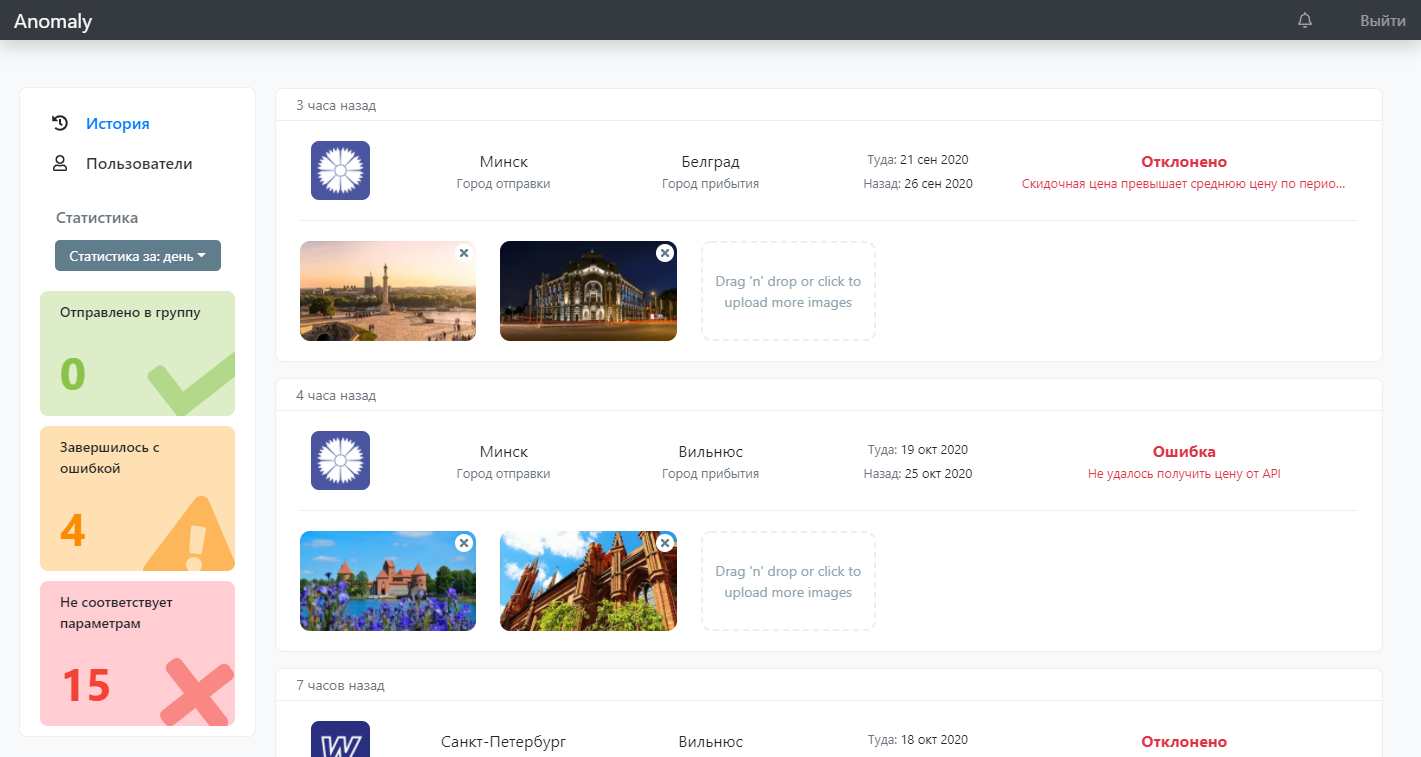 Anomaly
Выйти
История
Пользователи
Статистика
Статистика за: день
Отправлено в группу
0
Завершилось с
ошибкой
4
Не соответствует
параметрам
15
3 часа назад
Минск
Город отправки
Белград
Город прибытия
Туда: 21 сен 2020
Назад: 26 сен 2020
Отклонено
Скидочная цена превышает среднюю цену по перио...
Drag 'n' drop or click to
upload more images
4 часа назад
Минск
Город отправки
Вильнюс
Город прибытия
Туда: 19 окт 2020
Назад: 25 окт 2020
Ошибка
Не удалось получить цену от API
Drag 'n' drop or click to
upload more images
7 часов назад
W
Санкт-Петербург
Вильнюс
Туда: 18 окт 2020
Отклонено